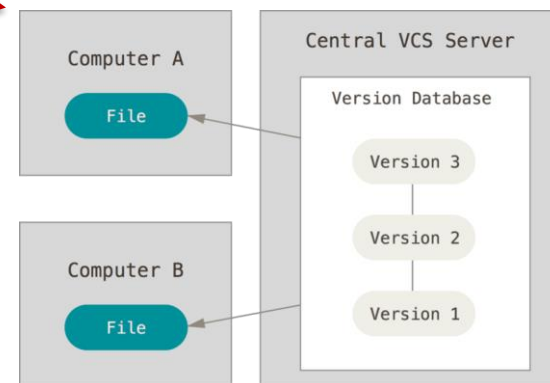 Computer A
File
Central VCS Server
Version Database
Version 3
Version 2
Version 1
Computer B
File